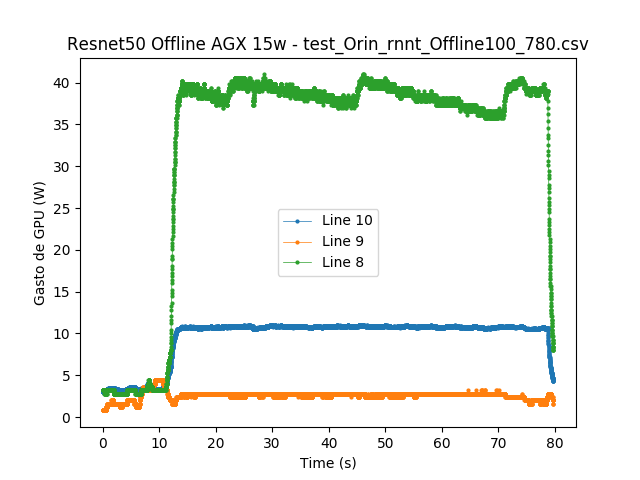 Resnet50 Offline AGX 15w - test_Orin_rnnt_Offline100_780.csv
Gasto de GPU (W)
40
35
30
25
20
15
10
5
0
Line 10
Line 9
Line 8
0 10 20 30 40 50 60 70 80
Time (s)